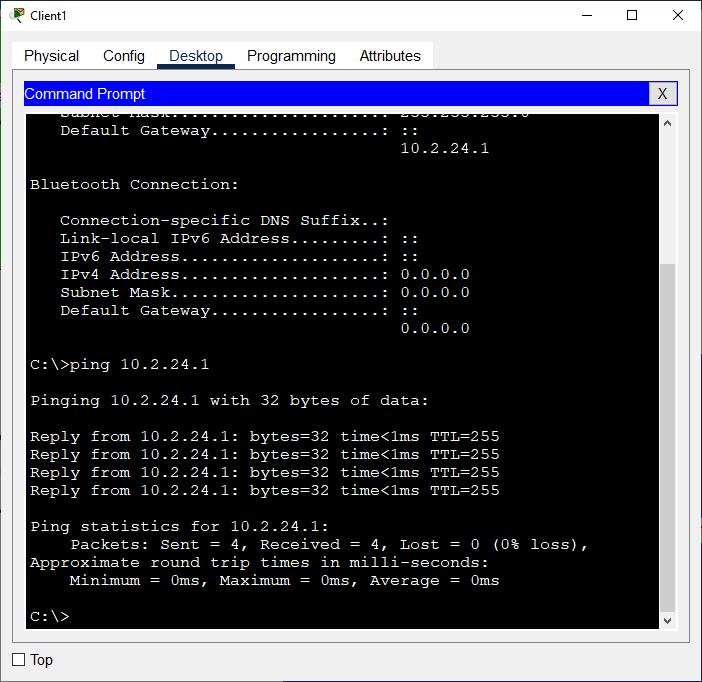 Client1
Physical Config Desktop Programming Attributes
Command Prompt X
Subnet Mask.....................: 255.255.255.0
Default Gateway.................: ::
10.2.24.1
Bluetooth Connection:
Connection-specific DNS Suffix..:
Link-local IPv6 Address.........: ::
IPv6 Address....................: ::
IPv4 Address....................: 0.0.0.0
Subnet Mask.....................: 0.0.0.0
Default Gateway.................: ::
0.0.0.0
C:\>ping 10.2.24.1
Pinging 10.2.24.1 with 32 bytes of data:
Reply from 10.2.24.1: bytes=32 time<1ms TTL=255
Reply from 10.2.24.1: bytes=32 time<1ms TTL=255
Reply from 10.2.24.1: bytes=32 time<1ms TTL=255
Reply from 10.2.24.1: bytes=32 time<1ms TTL=255
Ping statistics for 10.2.24.1:
Packets: Sent = 4, Received = 4, Lost = 0 (0% loss),
Approximate round trip times in milli-seconds:
Minimum = 0ms, Maximum = 0ms, Average = 0ms
C:\>
Top